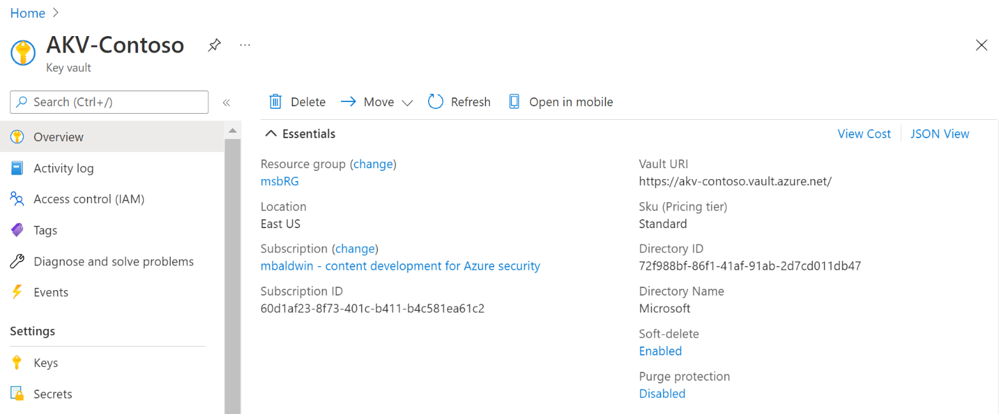 Home
AKV-Contoso
Key vault
Search (Ctrl+/)
Overview
Activity log
Access control (IAM)
Tags
Diagnose and solve problems
Events
Settings
Keys
Secrets
Delete
Move
Refresh
Open in mobile
Essentials
View Cost
JSON View
Resource group (change)
msbRG
Location
East US
Subscription (change)
mbaldwin - content development for Azure security
Subscription ID
60d1af23-8f73-401c-b411-b4c581ea61c2
Vault URI
https://akv-contoso.vault.azure.net/
Sku (Pricing tier)
Standard
Directory ID
72f988bf-86f1-41af-91ab-2d7cd011db47
Directory Name
Microsoft
Soft-delete
Enabled
Purge protection
Disabled